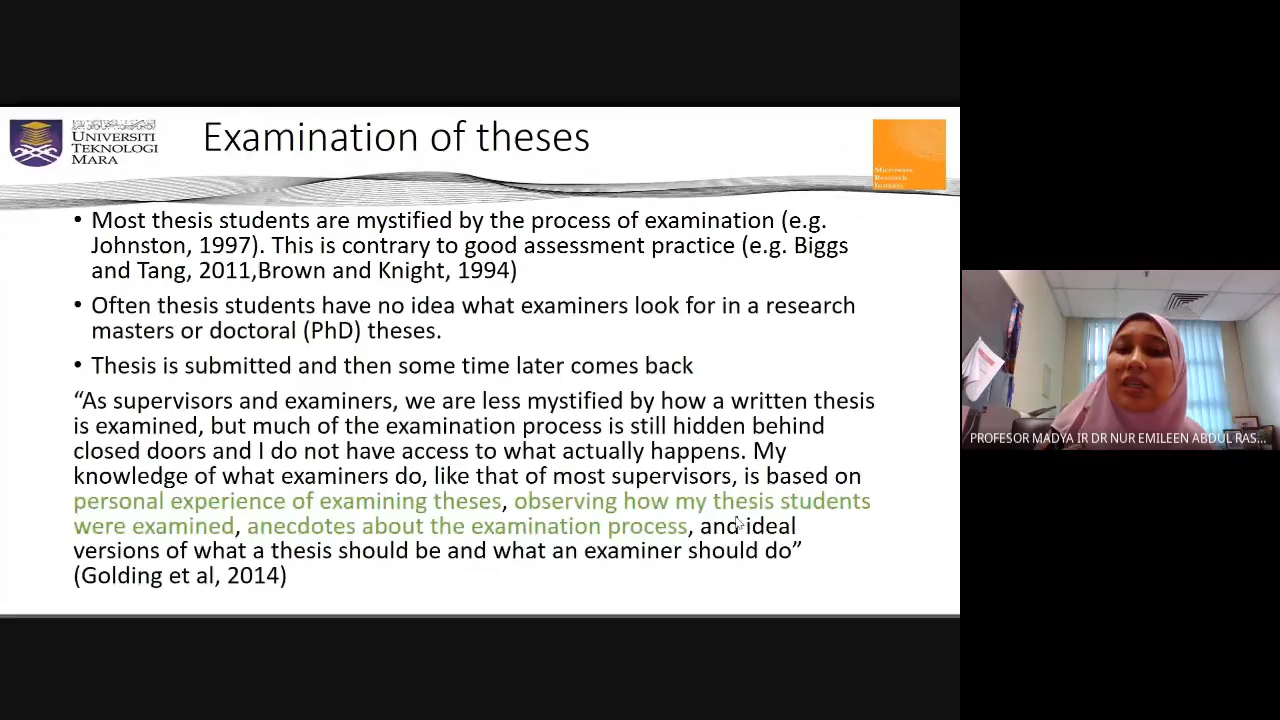 UNIVERSITI
TEKNOLOGI
MARA
Examination of theses
Microwave
Research
Institute
• Most thesis students are mystified by the process of examination (e.g.
Johnston, 1997). This is contrary to good assessment practice (e.g. Biggs
and Tang, 2011,Brown and Knight, 1994)
• Often thesis students have no idea what examiners look for in a research
masters or doctoral (PhD) theses.
• Thesis is submitted and then some time later comes back
“As supervisors and examiners, we are less mystified by how a written thesis
is examined, but much of the examination process is still hidden behind
closed doors and I do not have access to what actually happens. My
knowledge of what examiners do, like that of most supervisors, is based on
personal experience of examining theses, observing how my thesis students
were examined, anecdotes about the examination process, and ideal
versions of what a thesis should be and what an examiner should do”
(Golding et al, 2014)
PROFESOR MADYA IR DR NUR EMILEEN ABDUL RAS...